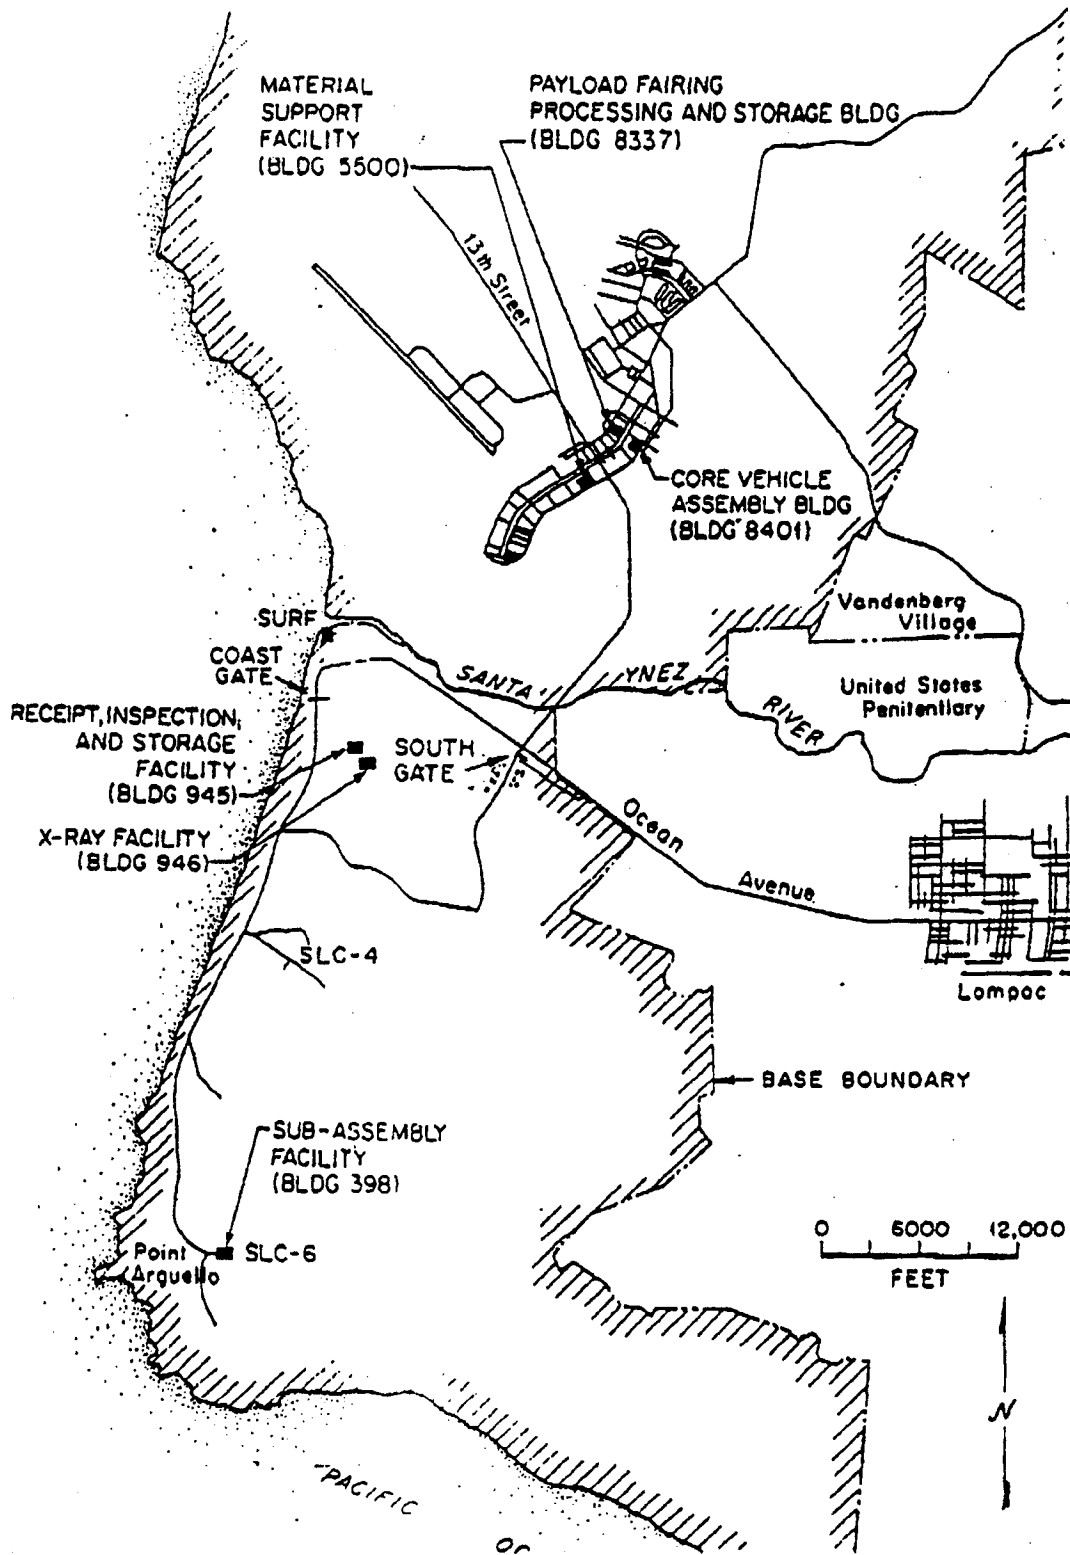 MATERIAL
SUPPORT
FACILITY
(BLDG 5500)
PAYLOAD FAIRING
PROCESSING AND STORAGE BLDG
(BLDG 8337)
13th Street
CORE VEHICLE
ASSEMBLY BLDG
(BLDG 8401)
Vandenberg
Village
SURF
COAST
GATE
SANTA YNEZ
RIVER
United States
Penitentiary
RECEIPT, INSPECTION,
AND STORAGE
FACILITY
(BLDG 945)
SOUTH
GATE
X-RAY FACILITY
(BLDG 946)
Ocean
Avenue
SLC-4
Lompoc
BASE BOUNDARY
SUB-ASSEMBLY
FACILITY
(BLDG 398)
Point
Arguello
SLC-6
0 6000 12,000
FEET
N
PACIFIC
OC